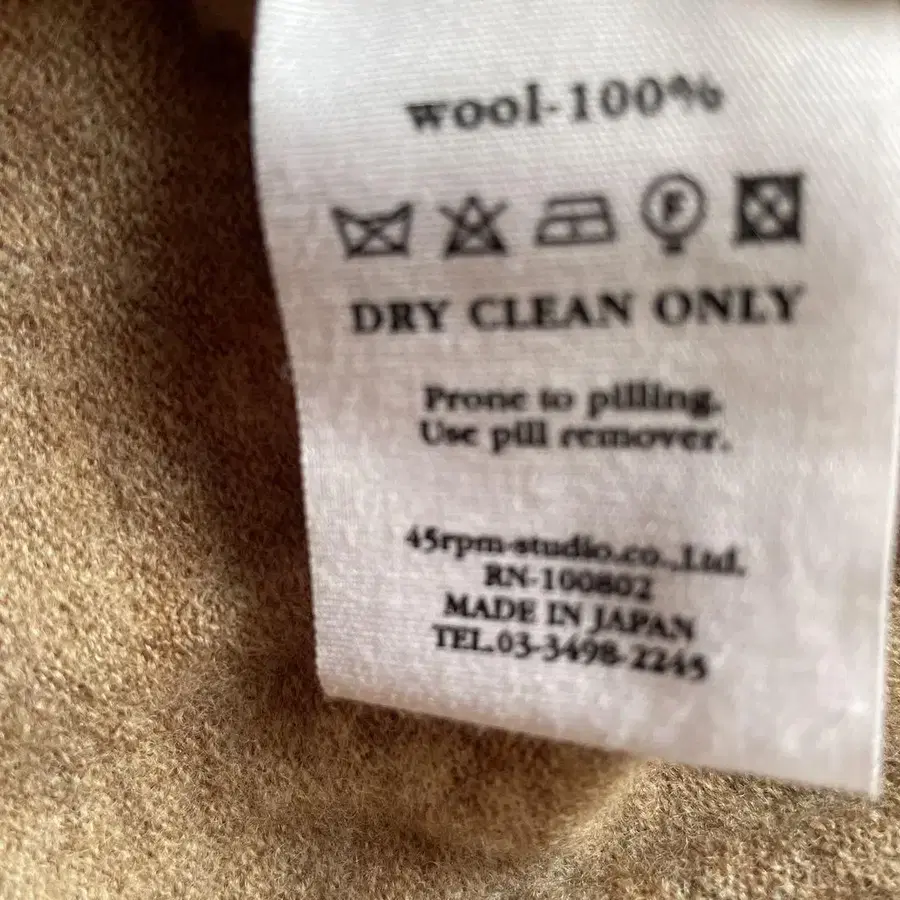 wool-100%
F
DRY CLEAN ONLY
Prone to pilling.
Use pill remover.
45rpm-studio.co.,Ltd.
RN-100802
MADE IN JAPAN
TEL.03-3498-2245